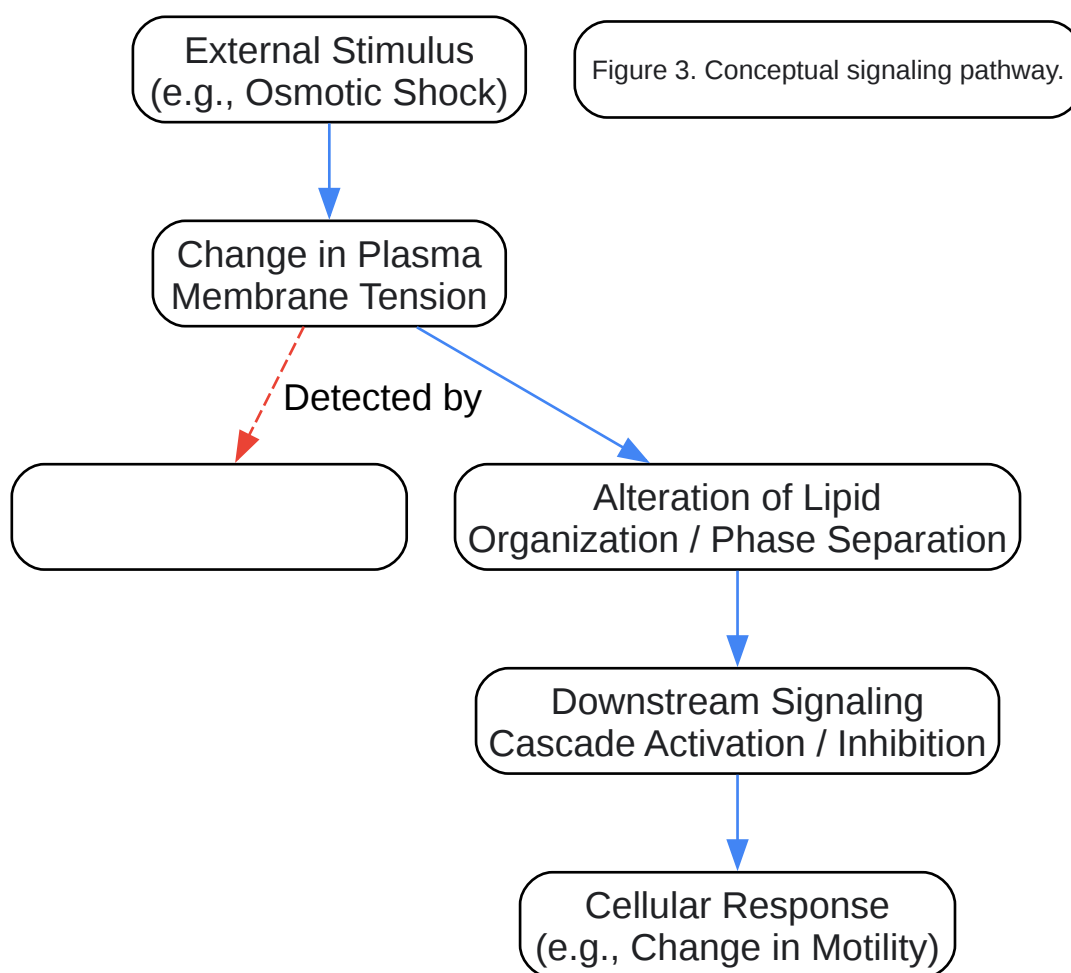 External Stimulus
(e.g., Osmotic Shock)
Figure 3. Conceptual signaling pathway.
Change in Plasma
Membrane Tension
Detected by
Alteration of Lipid
Organization / Phase Separation
Downstream Signaling
Cascade Activation / Inhibition
Cellular Response
(e.g., Change in Motility)